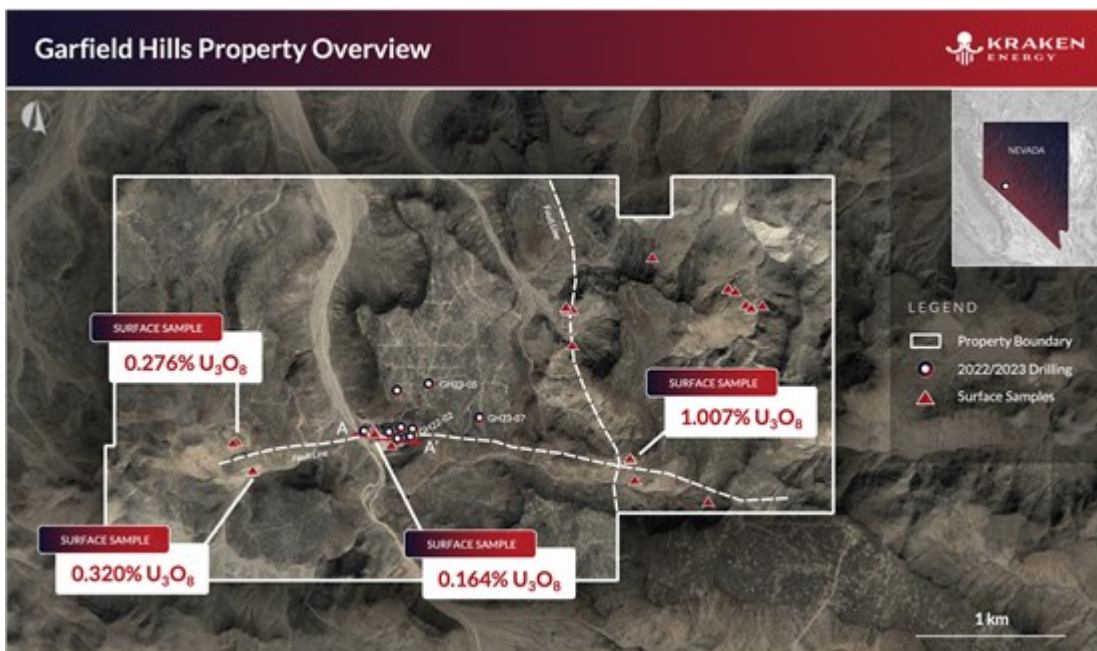 Garfield Hills Property Overview
KRAKEN
ENERGY
NEVADA
Fault Line
LEGEND
Property Boundary
2022/2023 Drilling
Surface Samples
SURFACE SAMPLE
0.276% U₃O₈
SURFACE SAMPLE
1.007% U₃O₈
GH23-07
GH22-02
A
A'
Fault Line
SURFACE SAMPLE
0.320% U₃O₈
SURFACE SAMPLE
0.164% U₃O₈
1 km